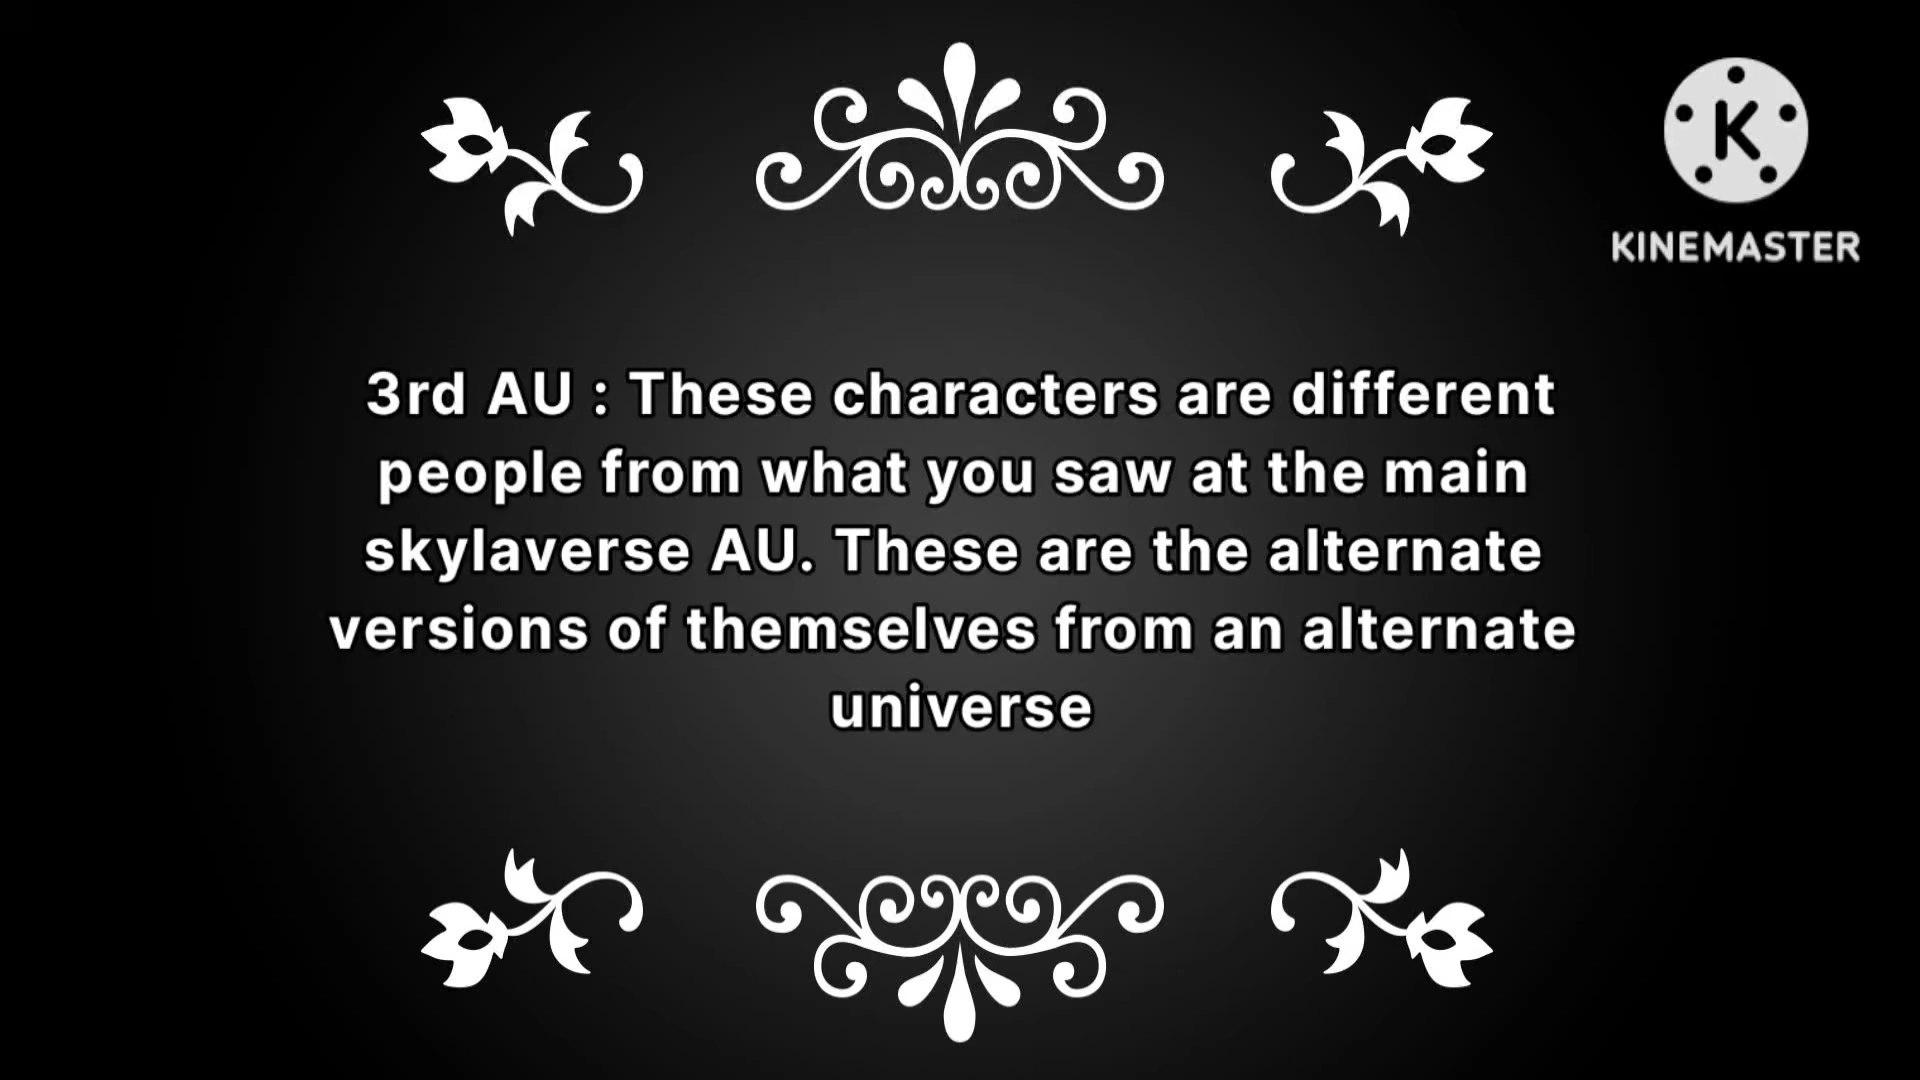 K
KINEMASTER
3rd AU : These characters are different
people from what you saw at the main
skylaverse AU. These are the alternate
versions of themselves from an alternate
universe